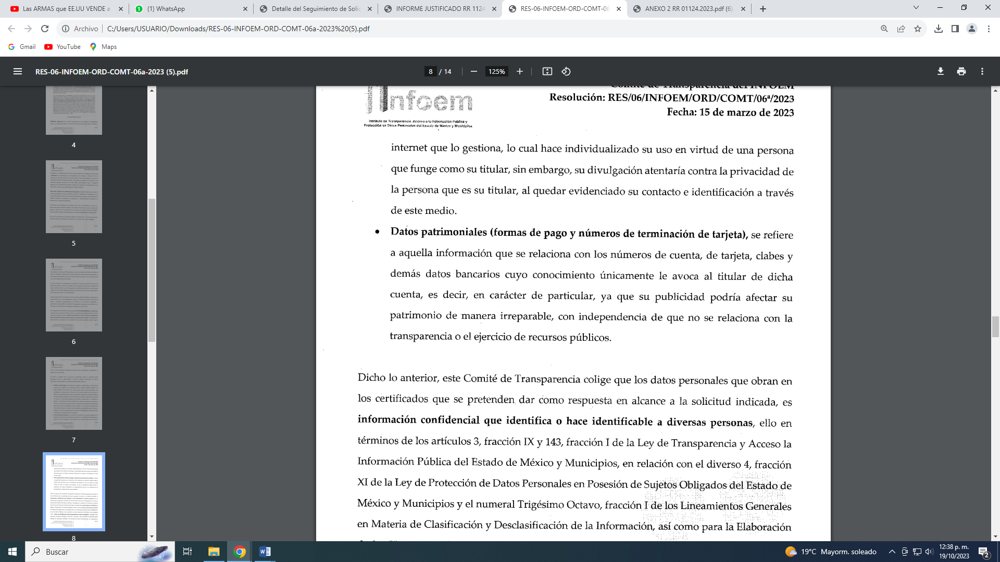 Las ARMAS que EE.UU VENDE a
(1) WhatsApp
Detalle del Seguimiento de Solic
INFORME JUSTIFICADO RR 1124
RES-06-INFOEM-ORD-COMT-06
ANEXO 2 RR 01124.2023.pdf (6)
Archivo C:/Users/USUARIO/Downloads/RES-06-INFOEM-ORD-COMT-06a-2023%20(5).pdf
Gmail YouTube Maps
RES-06-INFOEM-ORD-COMT-06a-2023 (5).pdf 8 / 14 125%
4
5
6
7
8
Comité de Transparencia del INFOEM
Resolución: RES/06/INFOEM/ORD/COMT/06ª/2023
Fecha: 15 de marzo de 2023
infoem
Instituto de Transparencia, Acceso a la Información Pública y
Protección de Datos Personales del Estado de México y Municipios
internet que lo gestiona, lo cual hace individualizado su uso en virtud de una persona
que funge como su titular, sin embargo, su divulgación atentaría contra la privacidad de
la persona que es su titular, al quedar evidenciado su contacto e identificación a través
de este medio.
• Datos patrimoniales (formas de pago y números de terminación de tarjeta), se refiere
a aquella información que se relaciona con los números de cuenta, de tarjeta, clabes y
demás datos bancarios cuyo conocimiento únicamente le avoca al titular de dicha
cuenta, es decir, en carácter de particular, ya que su publicidad podría afectar su
patrimonio de manera irreparable, con independencia de que no se relaciona con la
transparencia o el ejercicio de recursos públicos.
Dicho lo anterior, este Comité de Transparencia colige que los datos personales que obran en
los certificados que se pretenden dar como respuesta en alcance a la solicitud indicada, es
información confidencial que identifica o hace identificable a diversas personas, ello en
términos de los artículos 3, fracción IX y 143, fracción I de la Ley de Transparencia y Acceso la
Información Pública del Estado de México y Municipios, en relación con el diverso 4, fracción
XI de la Ley de Protección de Datos Personales en Posesión de Sujetos Obligados del Estado de
México y Municipios y el numeral Trigésimo Octavo, fracción I de los Lineamientos Generales
en Materia de Clasificación y Desclasificación de la Información, así como para la Elaboración
Buscar
19°C Mayorm. soleado
12:38 p. m.
19/10/2023
2